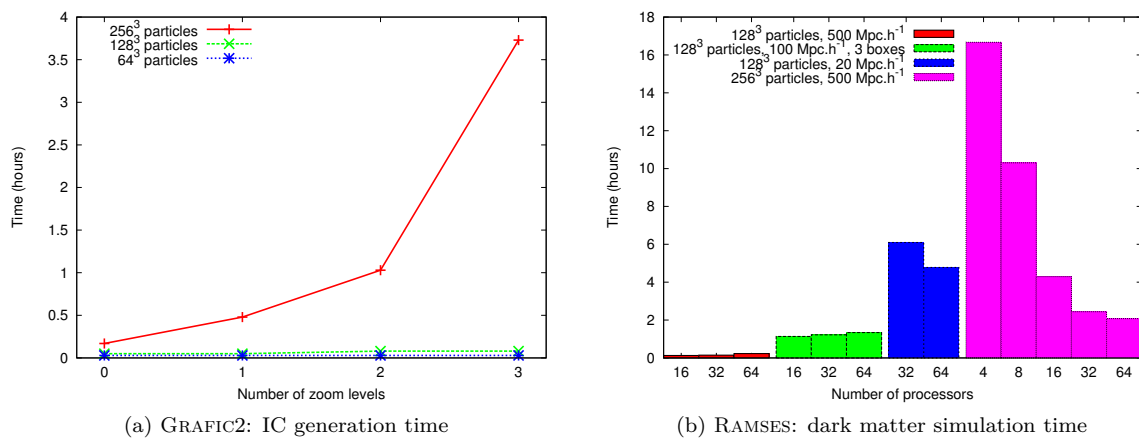 256³ particles
128³ particles
64³ particles
4
3.5
3
2.5
2
1.5
1
0.5
0
Time (hours)
0 1 2 3
Number of zoom levels
(a) GRAFIC2: IC generation time
128³ particles, 500 Mpc.h⁻¹
128³ particles, 100 Mpc.h⁻¹, 3 boxes
128³ particles, 20 Mpc.h⁻¹
256³ particles, 500 Mpc.h⁻¹
18
16
14
12
10
8
6
4
2
0
Time (hours)
16 32 64 16 32 64 32 64 4 8 16 32 64
Number of processors
(b) RAMSES: dark matter simulation time